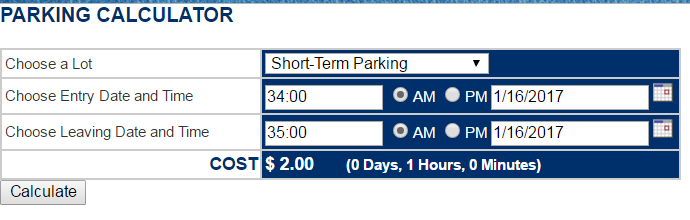 PARKING CALCULATOR
Choose a Lot Short-Term Parking
Choose Entry Date and Time 34:00 AM PM 1/16/2017
Choose Leaving Date and Time 35:00 AM PM 1/16/2017
COST $ 2.00 (0 Days, 1 Hours, 0 Minutes)
Calculate